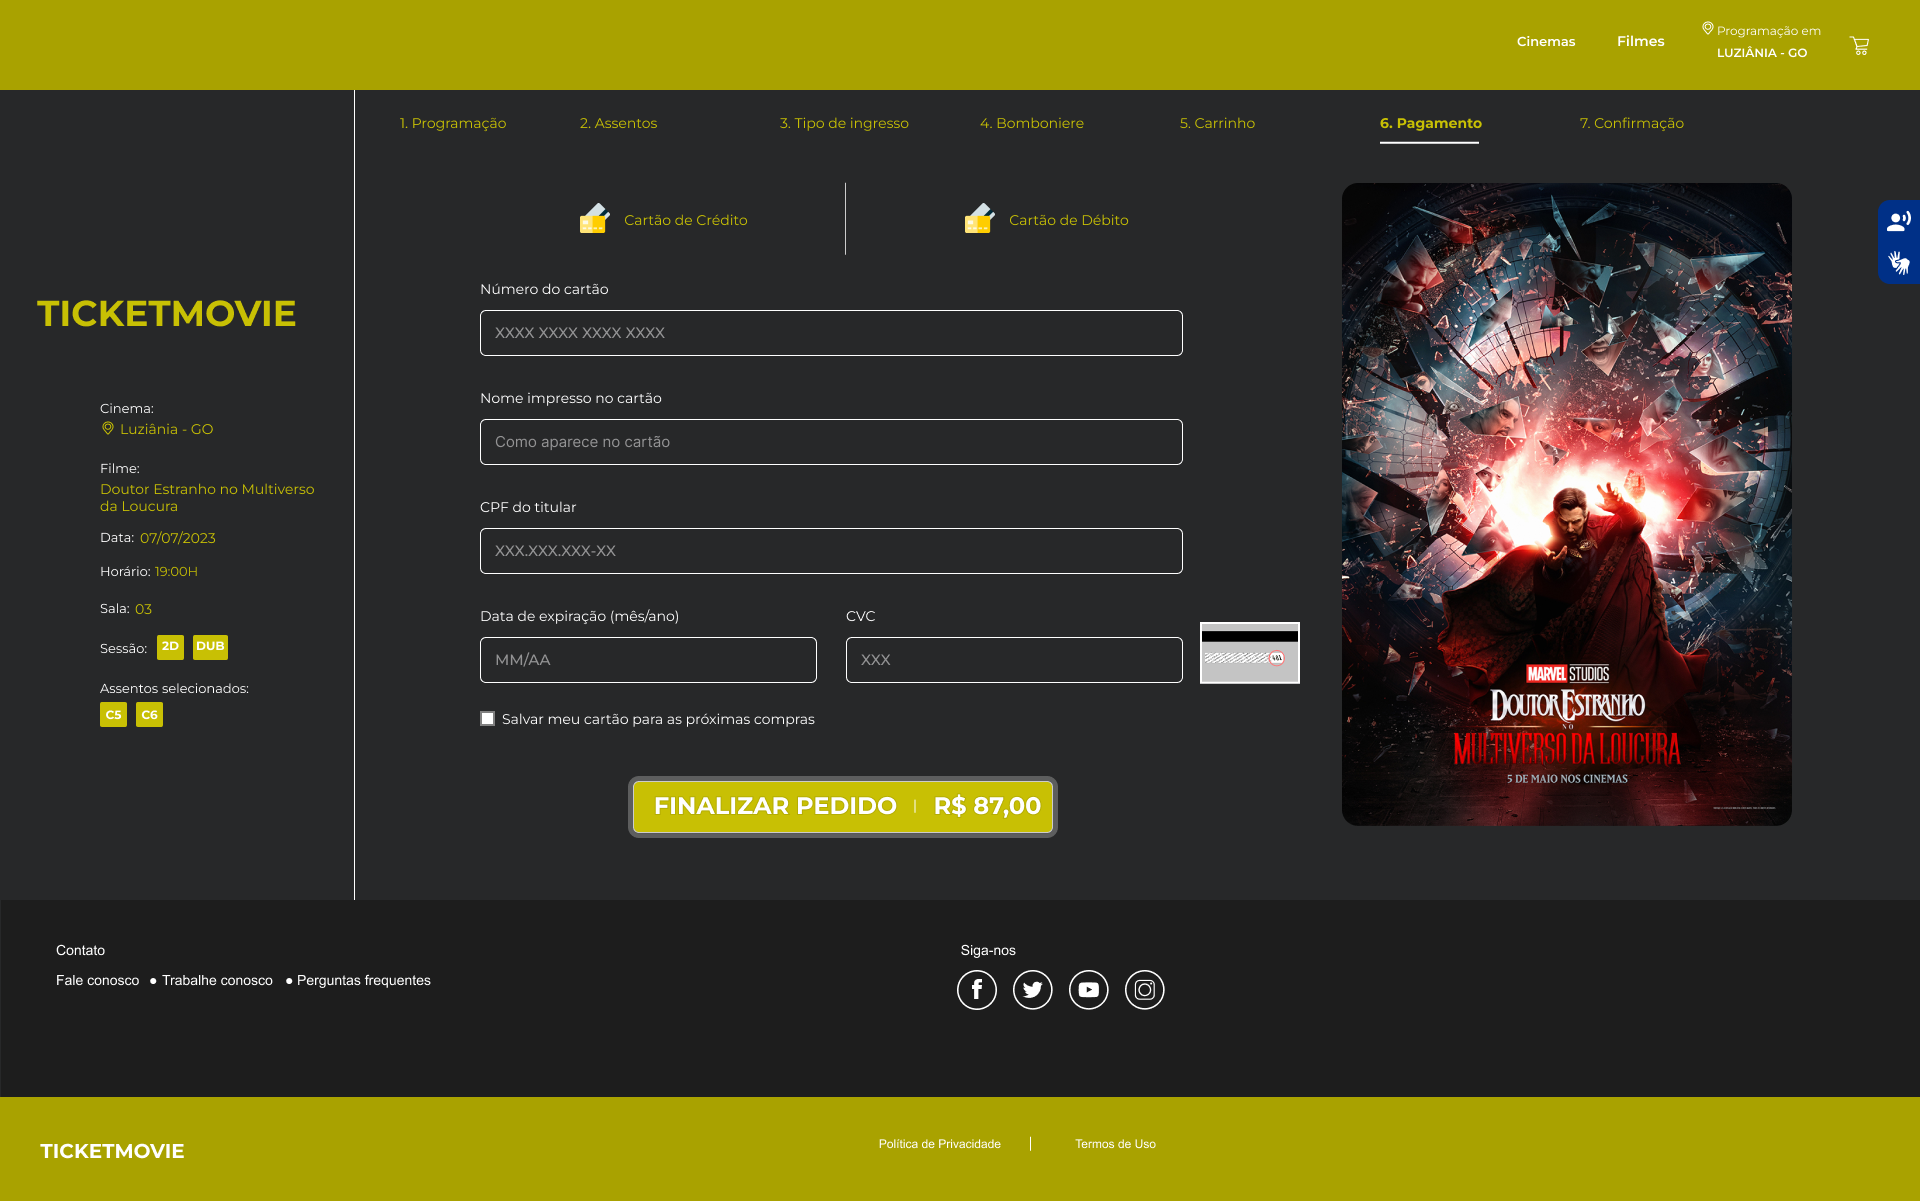 Cinemas
Filmes
Programação em
LUZIÂNIA - GO
1. Programação
2. Assentos
3. Tipo de ingresso
4. Bomboniere
5. Carrinho
6. Pagamento
7. Confirmação
TICKETMOVIE
Cinema:
Luziânia - GO
Filme:
Doutor Estranho no Multiverso
da Loucura
Data: 07/07/2023
Horário: 19:00H
Sala: 03
Sessão: 2D DUB
Assentos selecionados:
C5 C6
Cartão de Crédito
Cartão de Débito
Número do cartão
XXXX XXXX XXXX XXXX
Nome impresso no cartão
Como aparece no cartão
CPF do titular
XXX.XXX.XXX-XX
Data de expiração (mês/ano)
MM/AA
CVC
XXX
Salvar meu cartão para as próximas compras
FINALIZAR PEDIDO | R$ 87,00
MARVEL STUDIOS
DOUTOR ESTRANHO
NO
MULTIVERSO DA LOUCURA
5 DE MAIO NOS CINEMAS
Contato
Fale conosco ● Trabalhe conosco ● Perguntas frequentes
Siga-nos
TICKETMOVIE
Política de Privacidade | Termos de Uso